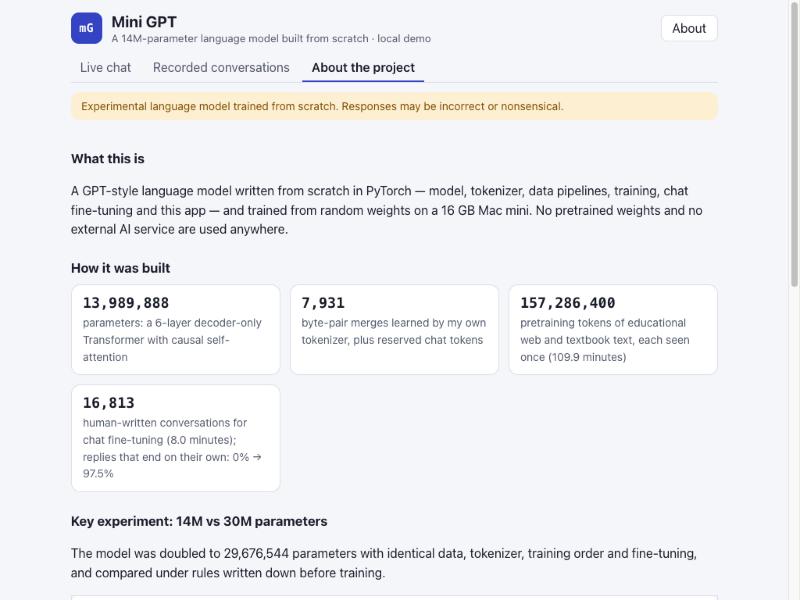 mG
Mini GPT
A 14M-parameter language model built from scratch · local demo
About
Live chat
Recorded conversations
About the project
Experimental language model trained from scratch. Responses may be incorrect or nonsensical.
What this is
A GPT-style language model written from scratch in PyTorch — model, tokenizer, data pipelines, training, chat
fine-tuning and this app — and trained from random weights on a 16 GB Mac mini. No pretrained weights and no
external AI service are used anywhere.
How it was built
13,989,888
parameters: a 6-layer decoder-only
Transformer with causal self-
attention
7,931
byte-pair merges learned by my own
tokenizer, plus reserved chat tokens
157,286,400
pretraining tokens of educational
web and textbook text, each seen
once (109.9 minutes)
16,813
human-written conversations for
chat fine-tuning (8.0 minutes);
replies that end on their own: 0% →
97.5%
Key experiment: 14M vs 30M parameters
The model was doubled to 29,676,544 parameters with identical data, tokenizer, training order and fine-tuning,
and compared under rules written down before training.